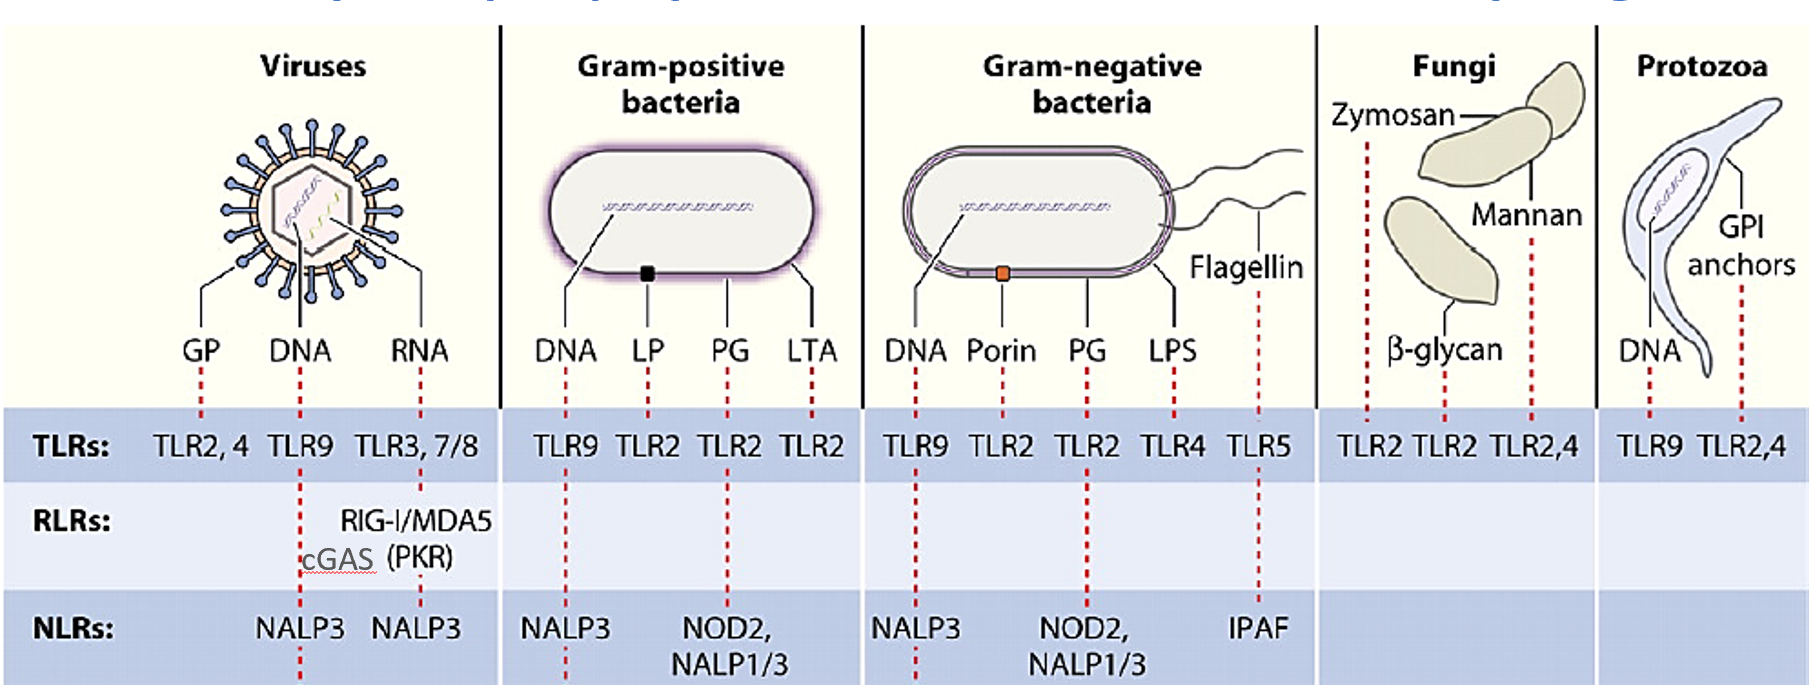 Viruses
Gram-positive
bacteria
Gram-negative
bacteria
Fungi
Protozoa
Zymosan
Mannan
Flagellin
GPI
anchors
GP DNA RNA
DNA LP PG LTA
DNA Porin PG LPS
β-glycan
DNA
TLRs: TLR2, 4 TLR9 TLR3, 7/8 TLR9 TLR2 TLR2 TLR2 TLR9 TLR2 TLR2 TLR4 TLR5 TLR2 TLR2 TLR2,4 TLR9 TLR2,4
RLRs: RIG-I/MDA5
cGAS (PKR)
NLRs: NALP3 NALP3 NALP3 NOD2, NALP3 NOD2, IPAF
NALP1/3 NALP1/3